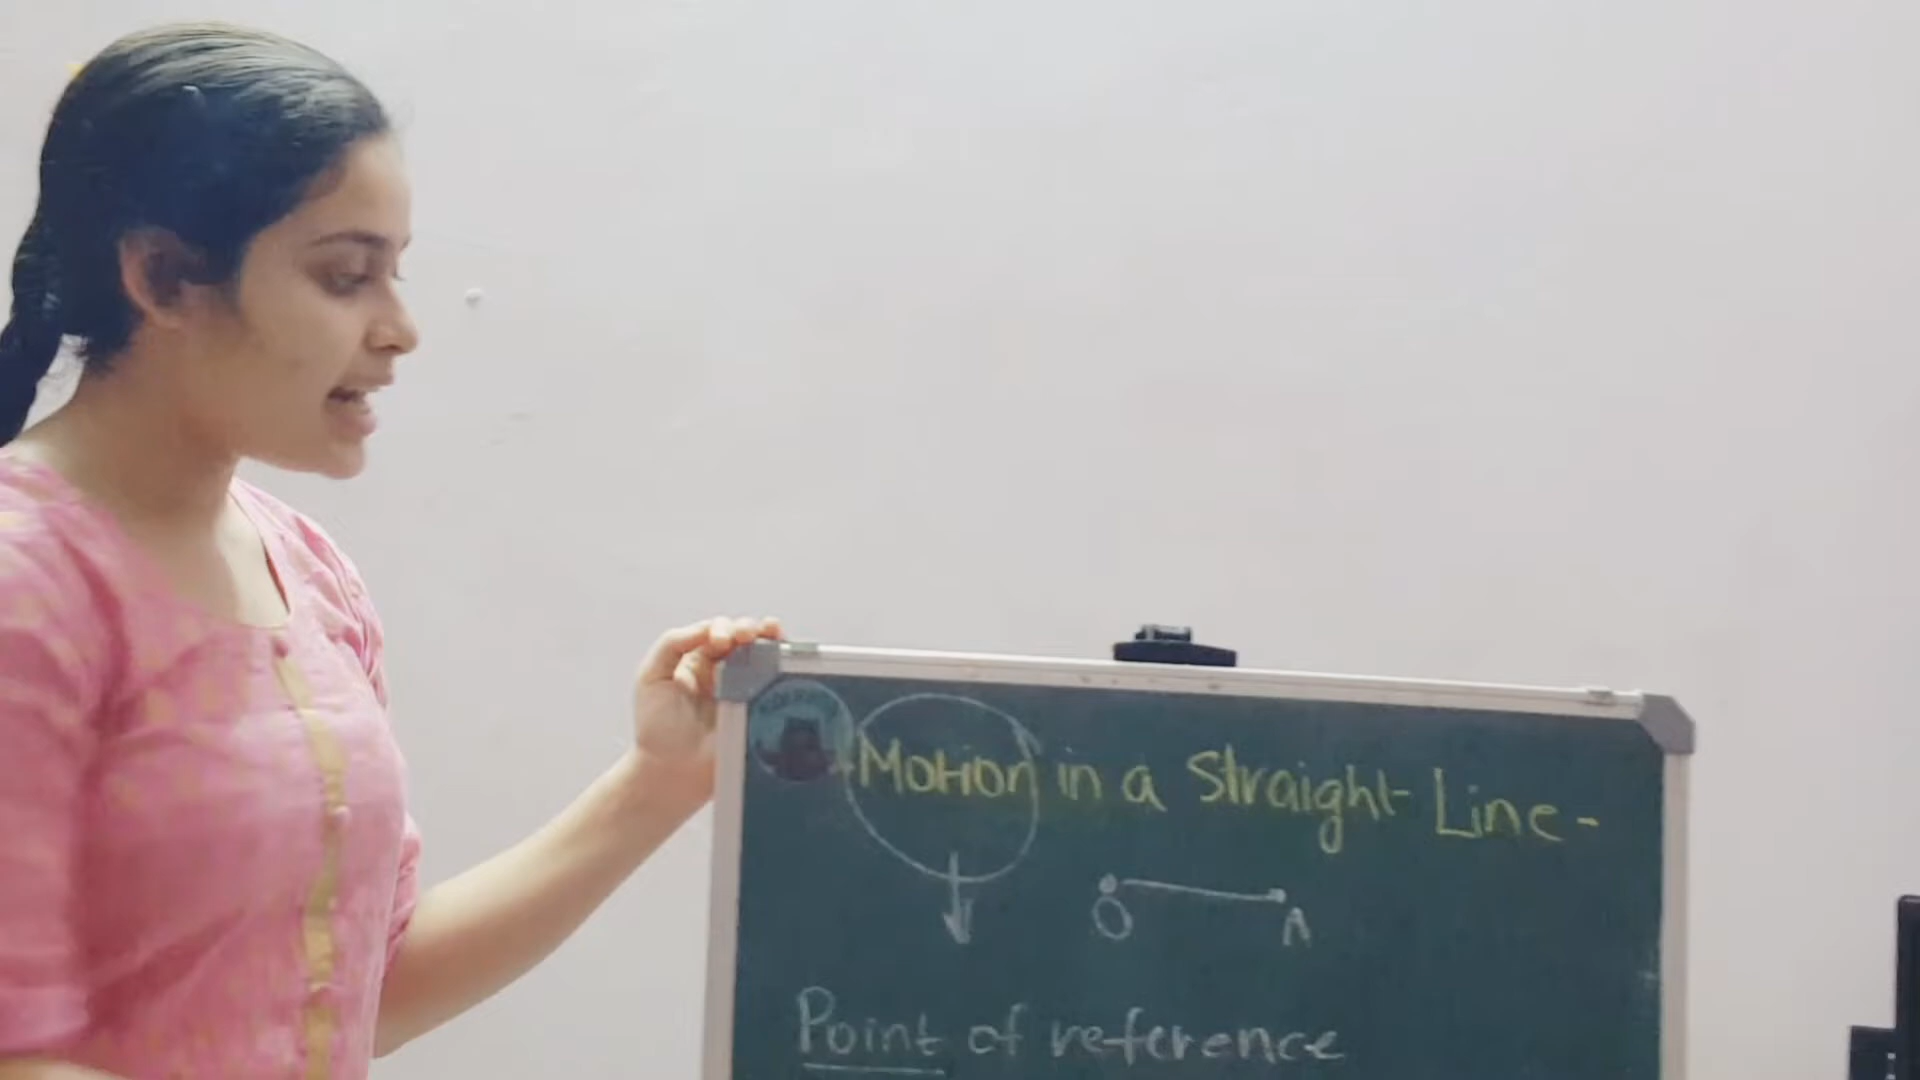 Motion in a Straight Line -
O A
Point of reference